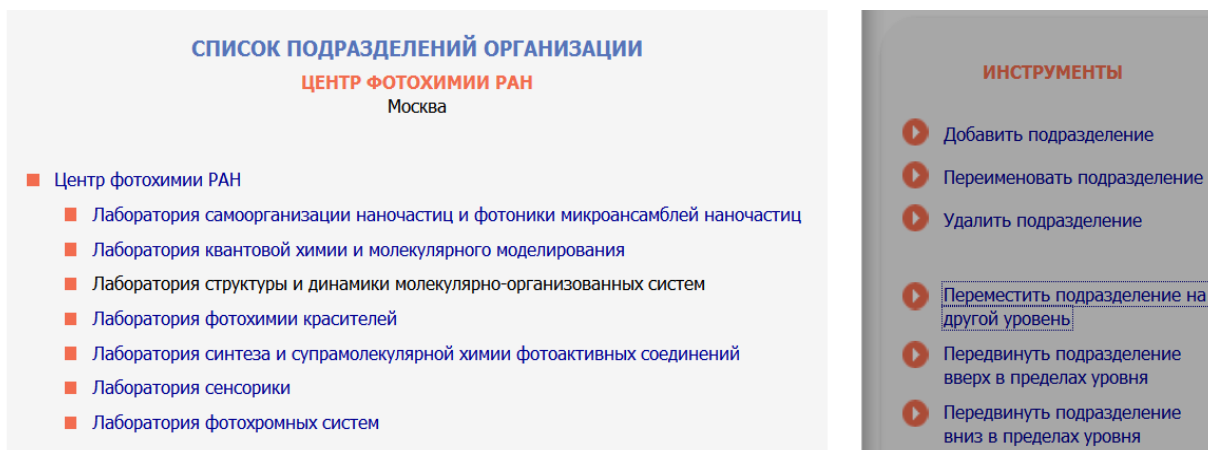 СПИСОК ПОДРАЗДЕЛЕНИЙ ОРГАНИЗАЦИИ
ЦЕНТР ФОТОХИМИИ РАН
Москва
Центр фотохимии РАН
Лаборатория самоорганизации наночастиц и фотоники микроансамблей наночастиц
Лаборатория квантовой химии и молекулярного моделирования
Лаборатория структуры и динамики молекулярно-организованных систем
Лаборатория фотохимии красителей
Лаборатория синтеза и супрамолекулярной химии фотоактивных соединений
Лаборатория сенсорики
Лаборатория фотохромных систем
ИНСТРУМЕНТЫ
Добавить подразделение
Переименовать подразделение
Удалить подразделение
Переместить подразделение на
другой уровень
Передвинуть подразделение
вверх в пределах уровня
Передвинуть подразделение
вниз в пределах уровня